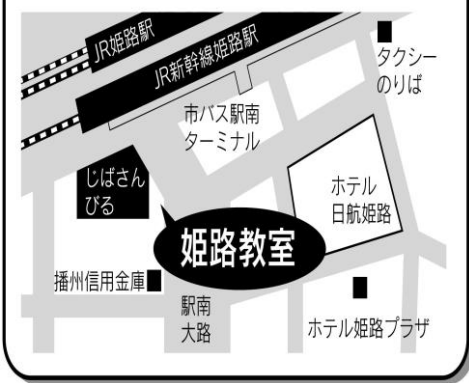 JR姫路駅
JR新幹線姫路駅
タクシー
のりば
市バス駅南
ターミナル
じばさん
びる
ホテル
日航姫路
姫路教室
播州信用金庫
駅南
大路
ホテル姫路プラザ